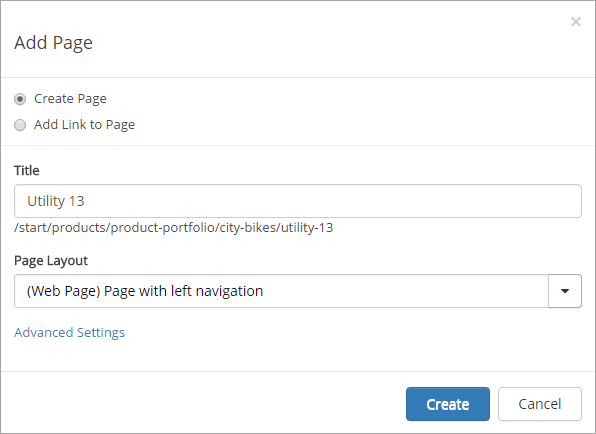 Add Page
×
Create Page
Add Link to Page
Title
Utility 13
/start/products/product-portfolio/city-bikes/utility-13
Page Layout
(Web Page) Page with left navigation
Advanced Settings
Create
Cancel